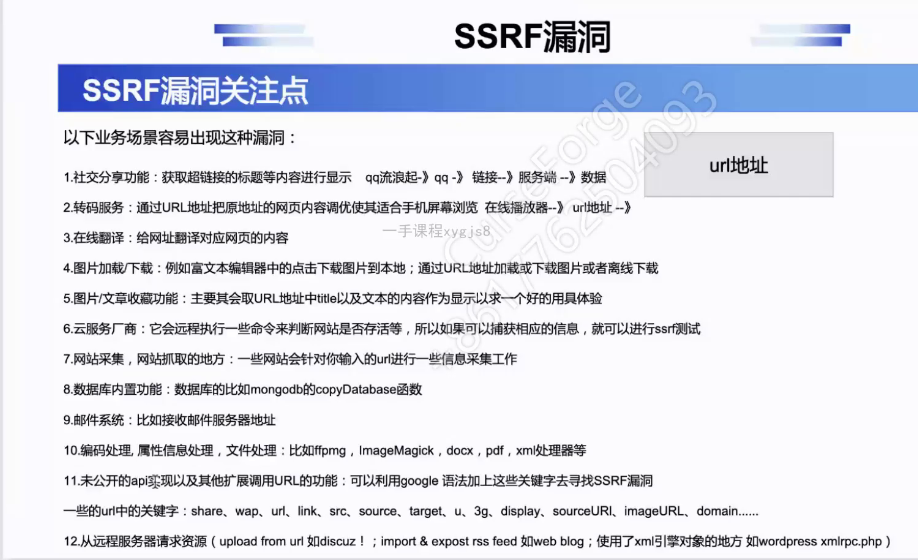 SSRF漏洞
SSRF漏洞关注点
以下业务场景容易出现这种漏洞：
url地址
1.社交分享功能：获取超链接的标题等内容进行显示 qq流浪起-》qq -》 链接--》服务端 --》数据
2.转码服务：通过URL地址把原地址的网页内容调优使其适合手机屏幕浏览 在线播放器--》 url地址 --》
一手课程xygjs8
3.在线翻译：给网址翻译对应网页的内容
4.图片加载/下载：例如富文本编辑器中的点击下载图片到本地；通过URL地址加载或下载图片或者离线下载
5.图片/文章收藏功能：主要其会取URL地址中title以及文本的内容作为显示以求一个好的用具体验
6.云服务厂商：它会远程执行一些命令来判断网站是否存活等，所以如果可以捕获相应的信息，就可以进行ssrf测试
7.网站采集，网站抓取的地方：一些网站会针对你输入的url进行一些信息采集工作
8.数据库内置功能：数据库的比如mongodb的copyDatabase函数
9.邮件系统：比如接收邮件服务器地址
10.编码处理, 属性信息处理，文件处理：比如ffpmg，ImageMagick，docx，pdf，xml处理器等
11.未公开的api实现以及其他扩展调用URL的功能：可以利用google 语法加上这些关键字去寻找SSRF漏洞
一些的url中的关键字：share、wap、url、link、src、source、target、u、3g、display、sourceURl、imageURL、domain......
12.从远程服务器请求资源（upload from url 如discuz！；import & expost rss feed 如web blog；使用了xml引擎对象的地方 如wordpress xmlrpc.php）
CurseForge
+8617762504093